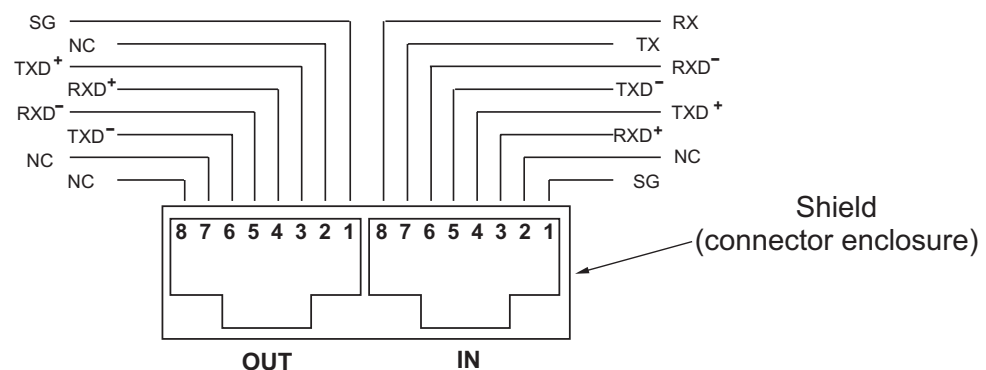 SG
NC
TXD+
RXD+
RXD-
TXD-
NC
NC
RX
TX
RXD-
TXD-
TXD+
RXD+
NC
SG
Shield
(connector enclosure)
8 7 6 5 4 3 2 1
8 7 6 5 4 3 2 1
OUT
IN